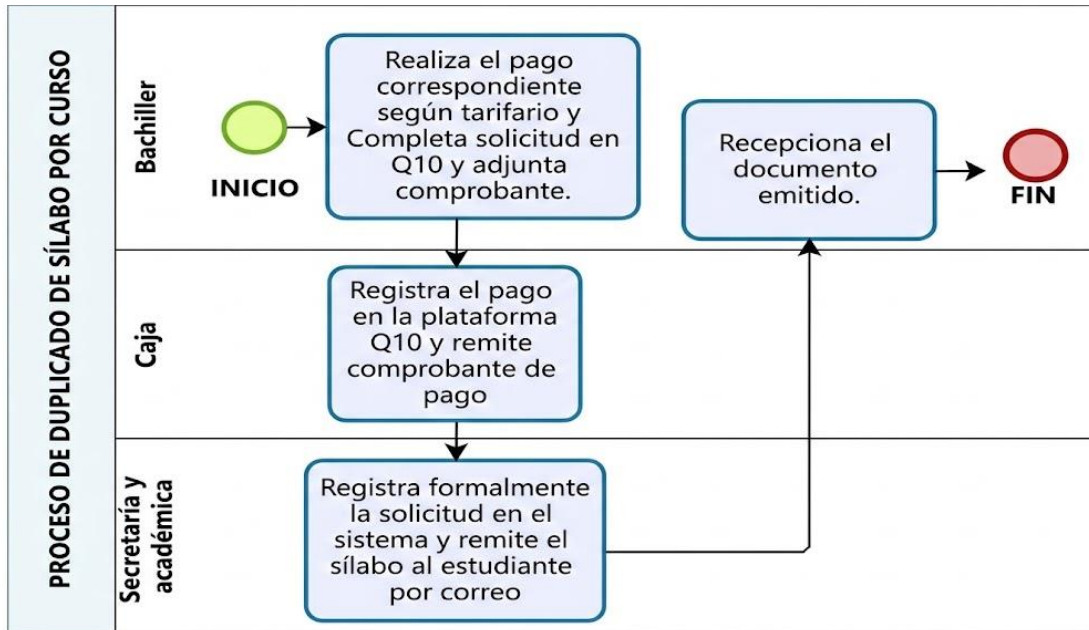 PROCESO DE DUPLICADO DE SÍLABO POR CURSO
Bachiller
INICIO
Realiza el pago
correspondiente
según tarifario y
Completa solicitud en
Q10 y adjunta
comprobante.
Recepciona el
documento
emitido.
FIN
Caja
Registra el pago
en la plataforma
Q10 y remite
comprobante de
pago
Secretaría y
académica
Registra formalmente
la solicitud en el
sistema y remite el
sílabo al estudiante
por correo